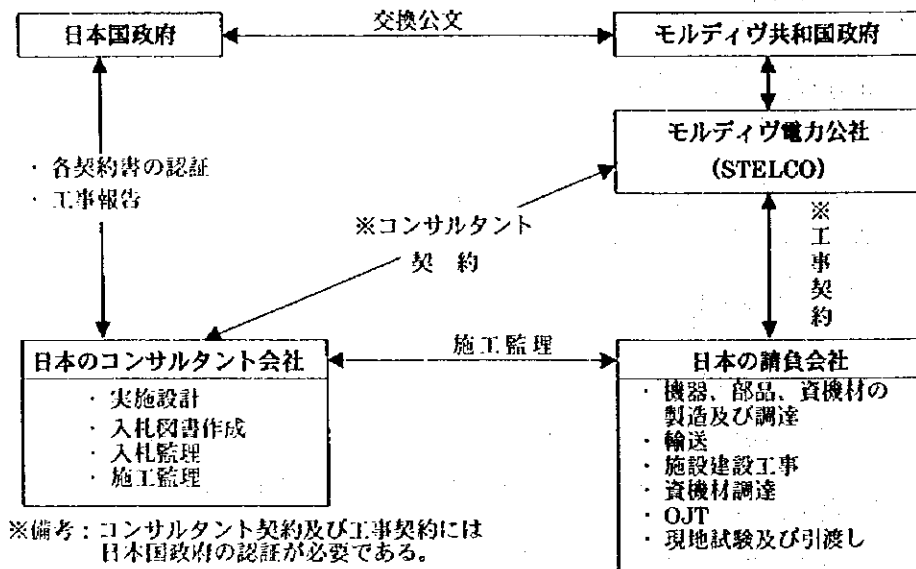 交換公文
日本国政府
モルディヴ共和国政府
モルディヴ電力公社
(STELCO)
・ 各契約書の認証
・ 工事報告
※コンサルタント
契 約
※工事契約
日本のコンサルタント会社
・ 実施設計
・ 入札図書作成
・ 入札監理
・ 施工監理
施工監理
日本の請負会社
・ 機器、部品、資機材の
製造及び調達
・ 輸送
・ 施設建設工事
・ 資機材調達
・ OJT
・ 現地試験及び引渡し
※備考：コンサルタント契約及び工事契約には
日本国政府の認証が必要である。